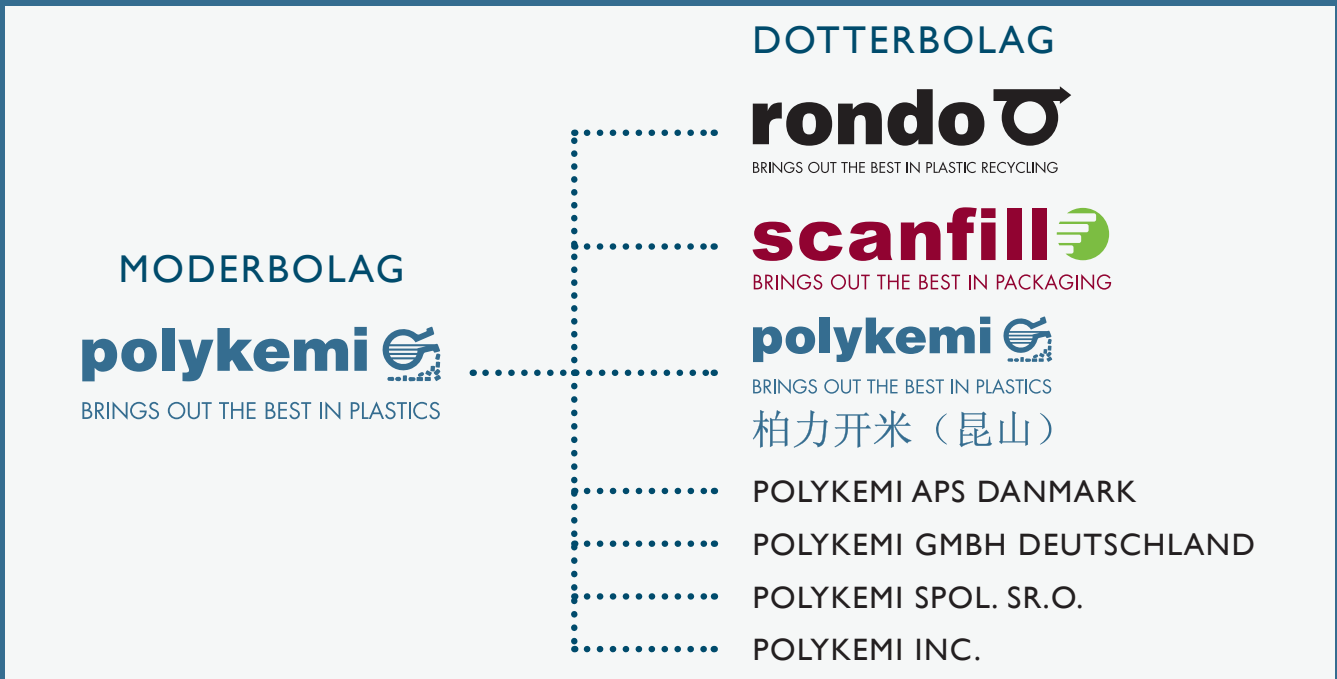 MODERBOLAG
polykemi
BRINGS OUT THE BEST IN PLASTICS
DOTTERBOLAG
rondo
BRINGS OUT THE BEST IN PLASTIC RECYCLING
scanfill
BRINGS OUT THE BEST IN PACKAGING
polykemi
BRINGS OUT THE BEST IN PLASTICS
柏力开米（昆山）
POLYKEMI APS DANMARK
POLYKEMI GMBH DEUTSCHLAND
POLYKEMI SPOL. SR.O.
POLYKEMI INC.